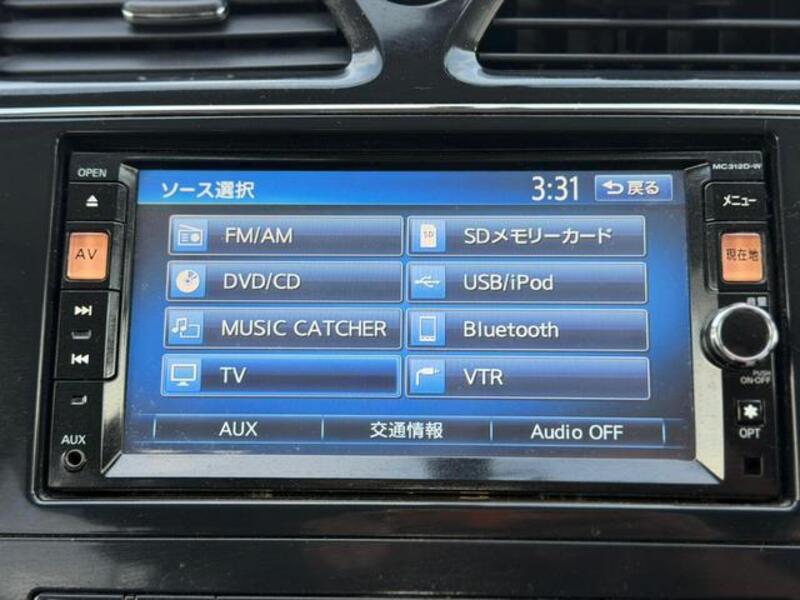 MC312D-W
OPEN
ソース選択 3:31 戻る
メニュー
AV
現在地
FM/AM
SD
SDメモリーカード
DVD/CD
USB/iPod
MUSIC CATCHER
Bluetooth
TV
VTR
PUSH
ON·OFF
AUX 交通情報 Audio OFF
AUX
OPT